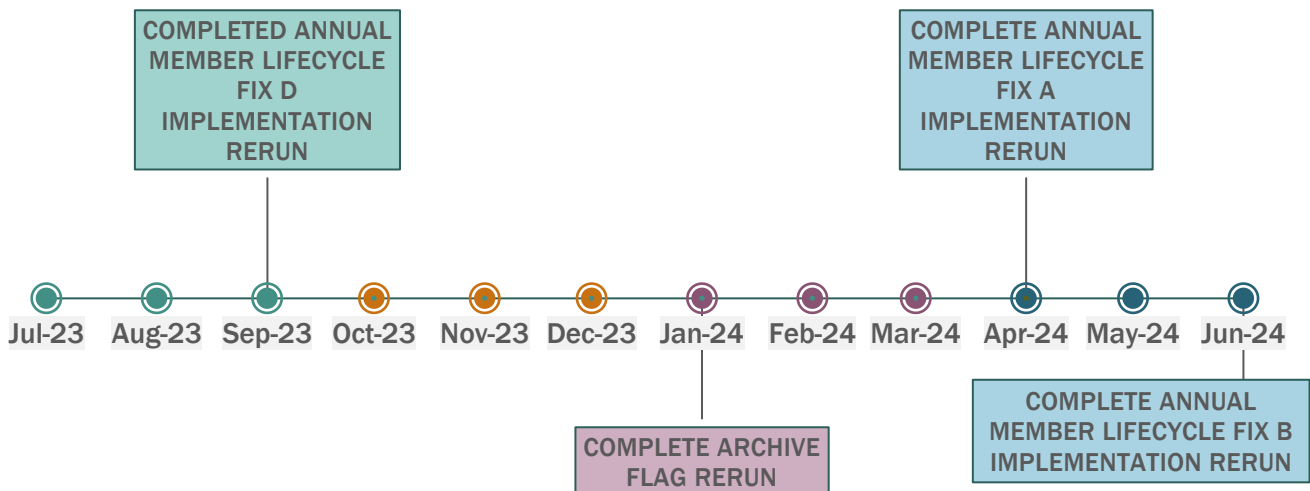 COMPLETED ANNUAL
MEMBER LIFECYCLE
FIX D
IMPLEMENTATION
RERUN
COMPLETE ANNUAL
MEMBER LIFECYCLE
FIX A
IMPLEMENTATION
RERUN
Jul-23
Aug-23
Sep-23
Oct-23
Nov-23
Dec-23
Jan-24
Feb-24
Mar-24
Apr-24
May-24
Jun-24
COMPLETE ARCHIVE
FLAG RERUN
COMPLETE ANNUAL
MEMBER LIFECYCLE FIX B
IMPLEMENTATION RERUN